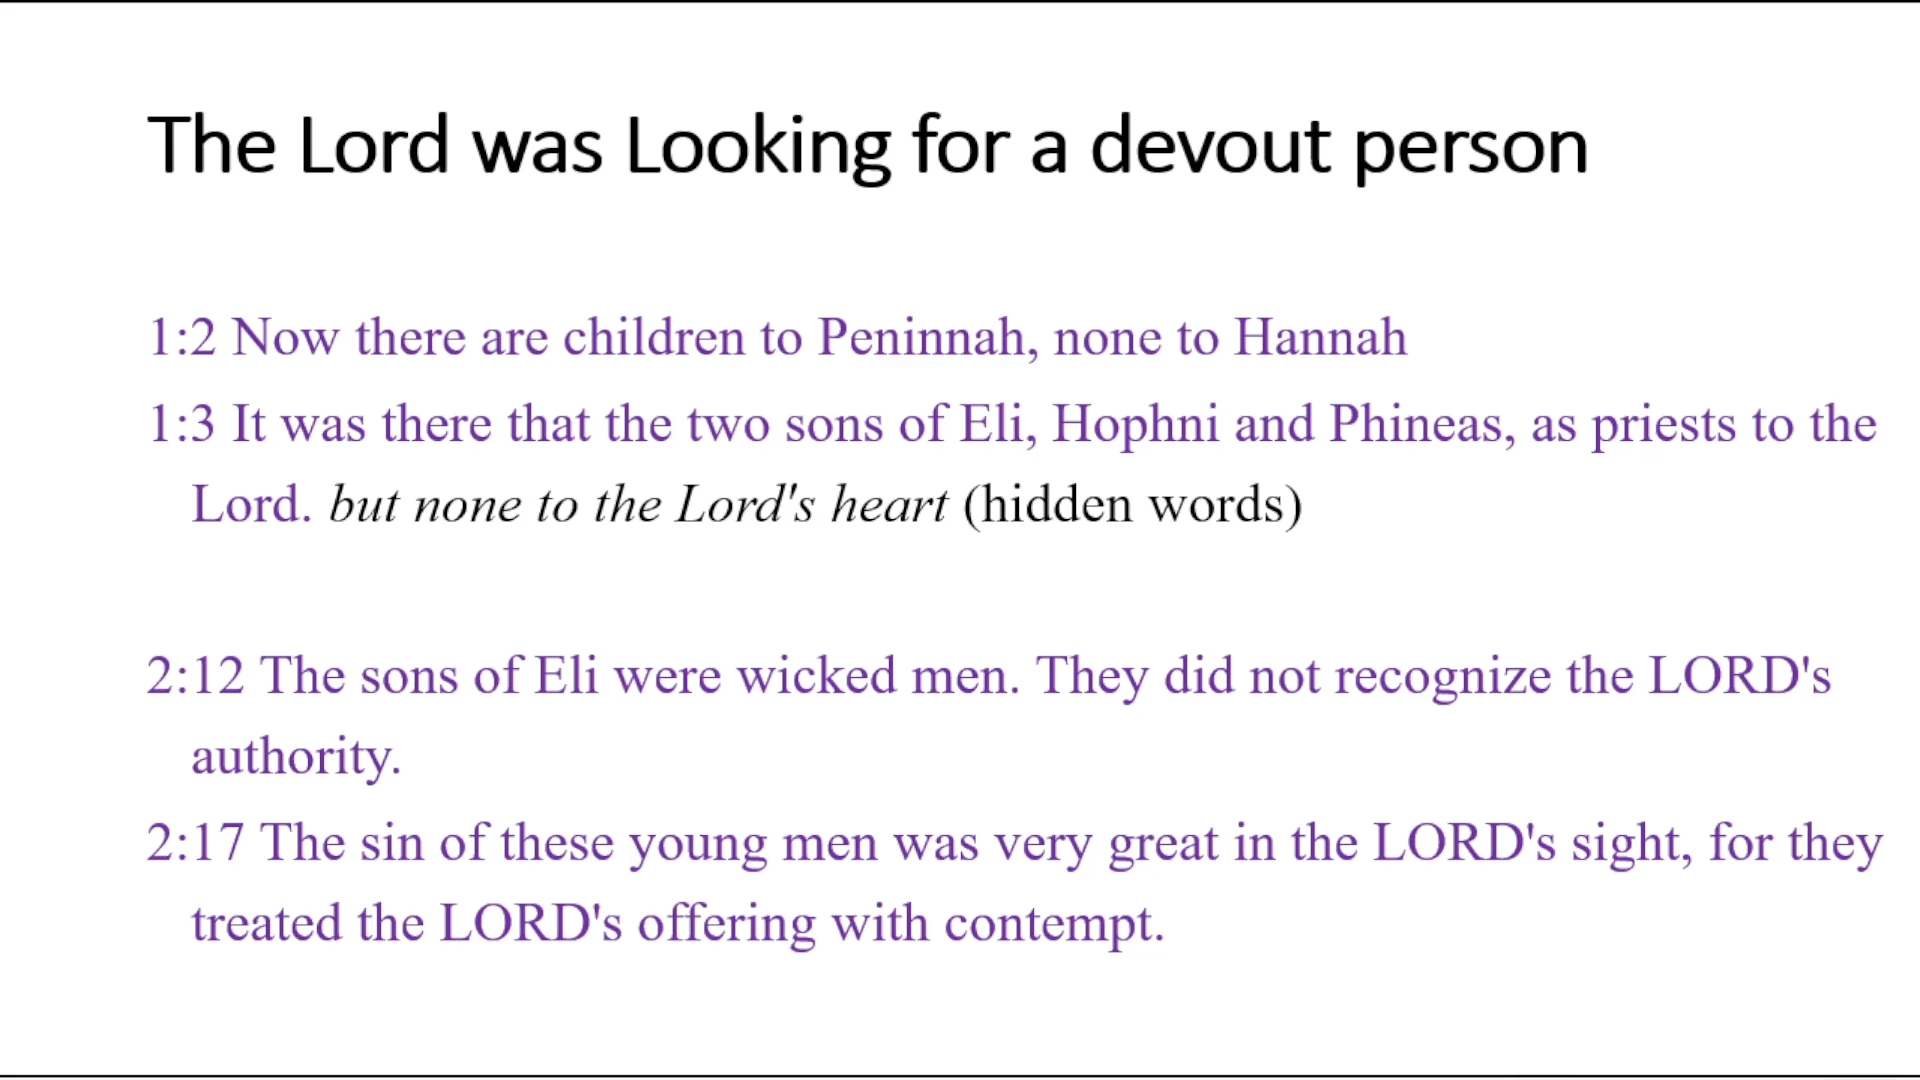 The Lord was Looking for a devout person
1:2 Now there are children to Peninnah, none to Hannah
1:3 It was there that the two sons of Eli, Hophni and Phineas, as priests to the
Lord. but none to the Lord's heart (hidden words)
2:12 The sons of Eli were wicked men. They did not recognize the LORD's
authority.
2:17 The sin of these young men was very great in the LORD's sight, for they
treated the LORD's offering with contempt.